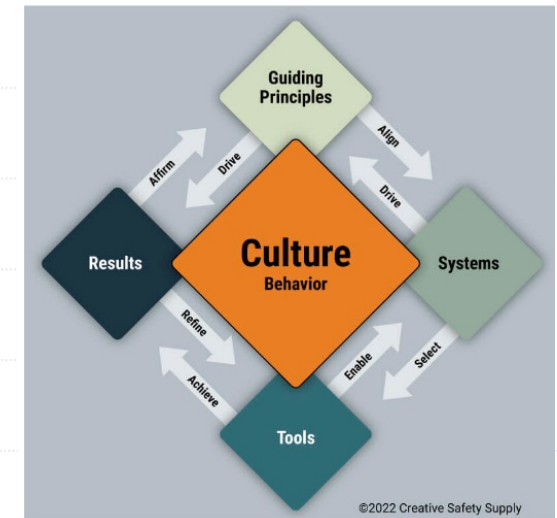 Guiding
Principles
Affirm
Drive
Align
Drive
Results
Culture
Behavior
Systems
Refine
Achieve
Enable
Select
Tools
©2022 Creative Safety Supply